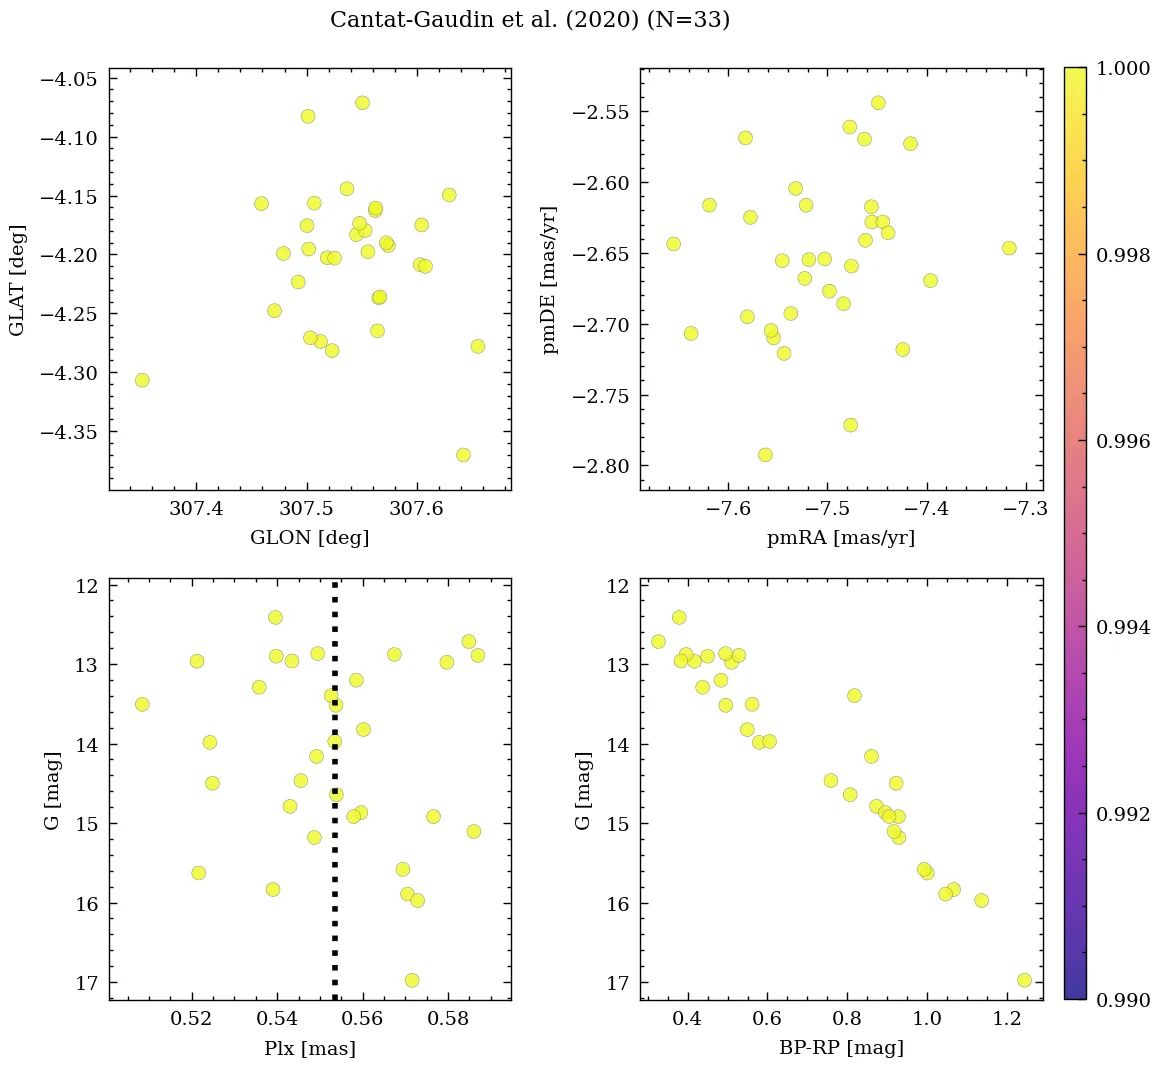 Cantat-Gaudin et al. (2020) (N=33)
−4.05
−4.10
−4.15
−4.20
−4.25
−4.30
−4.35
GLAT [deg]
307.4 307.5 307.6
GLON [deg]
−2.55
−2.60
−2.65
−2.70
−2.75
−2.80
pmDE [mas/yr]
−7.6 −7.5 −7.4 −7.3
pmRA [mas/yr]
12
13
14
15
16
17
G [mag]
0.52 0.54 0.56 0.58
Plx [mas]
12
13
14
15
16
17
G [mag]
0.4 0.6 0.8 1.0 1.2
BP-RP [mag]
1.000
0.998
0.996
0.994
0.992
0.990